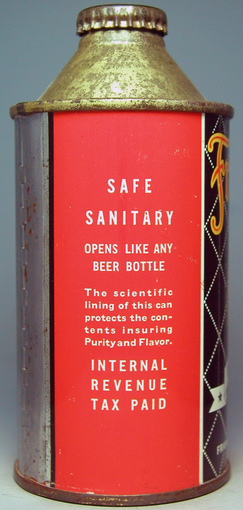 SAFE
SANITARY
OPENS LIKE ANY
BEER BOTTLE
The scientific
lining of this can
protects the con-
tents insuring
Purity and Flavor.
INTERNAL
REVENUE
TAX PAID